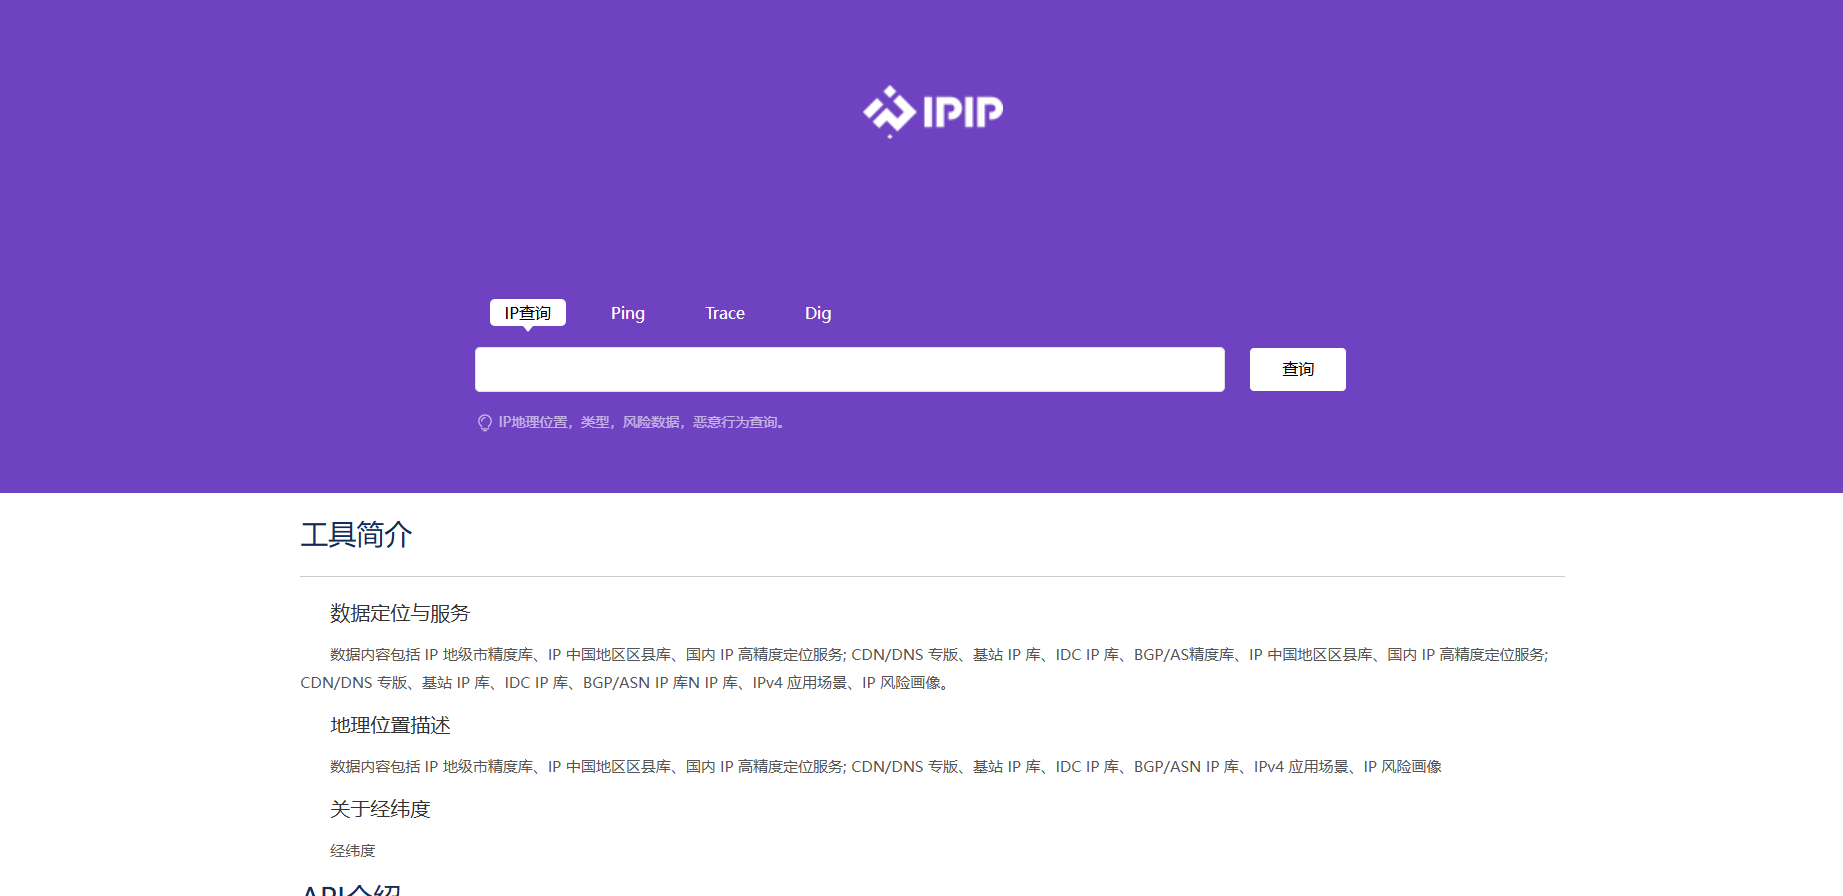 IPIP
IP查询 Ping Trace Dig
查询
IP地理位置，类型，风险数据，恶意行为查询。
工具简介
数据定位与服务
数据内容包括 IP 地级市精度库、IP 中国地区区县库、国内 IP 高精度定位服务; CDN/DNS 专版、基站 IP 库、IDC IP 库、BGP/AS精度库、IP 中国地区区县库、国内 IP 高精度定位服务;
CDN/DNS 专版、基站 IP 库、IDC IP 库、BGP/ASN IP 库N IP 库、IPv4 应用场景、IP 风险画像。
地理位置描述
数据内容包括 IP 地级市精度库、IP 中国地区区县库、国内 IP 高精度定位服务; CDN/DNS 专版、基站 IP 库、IDC IP 库、BGP/ASN IP 库、IPv4 应用场景、IP 风险画像
关于经纬度
经纬度
API介绍